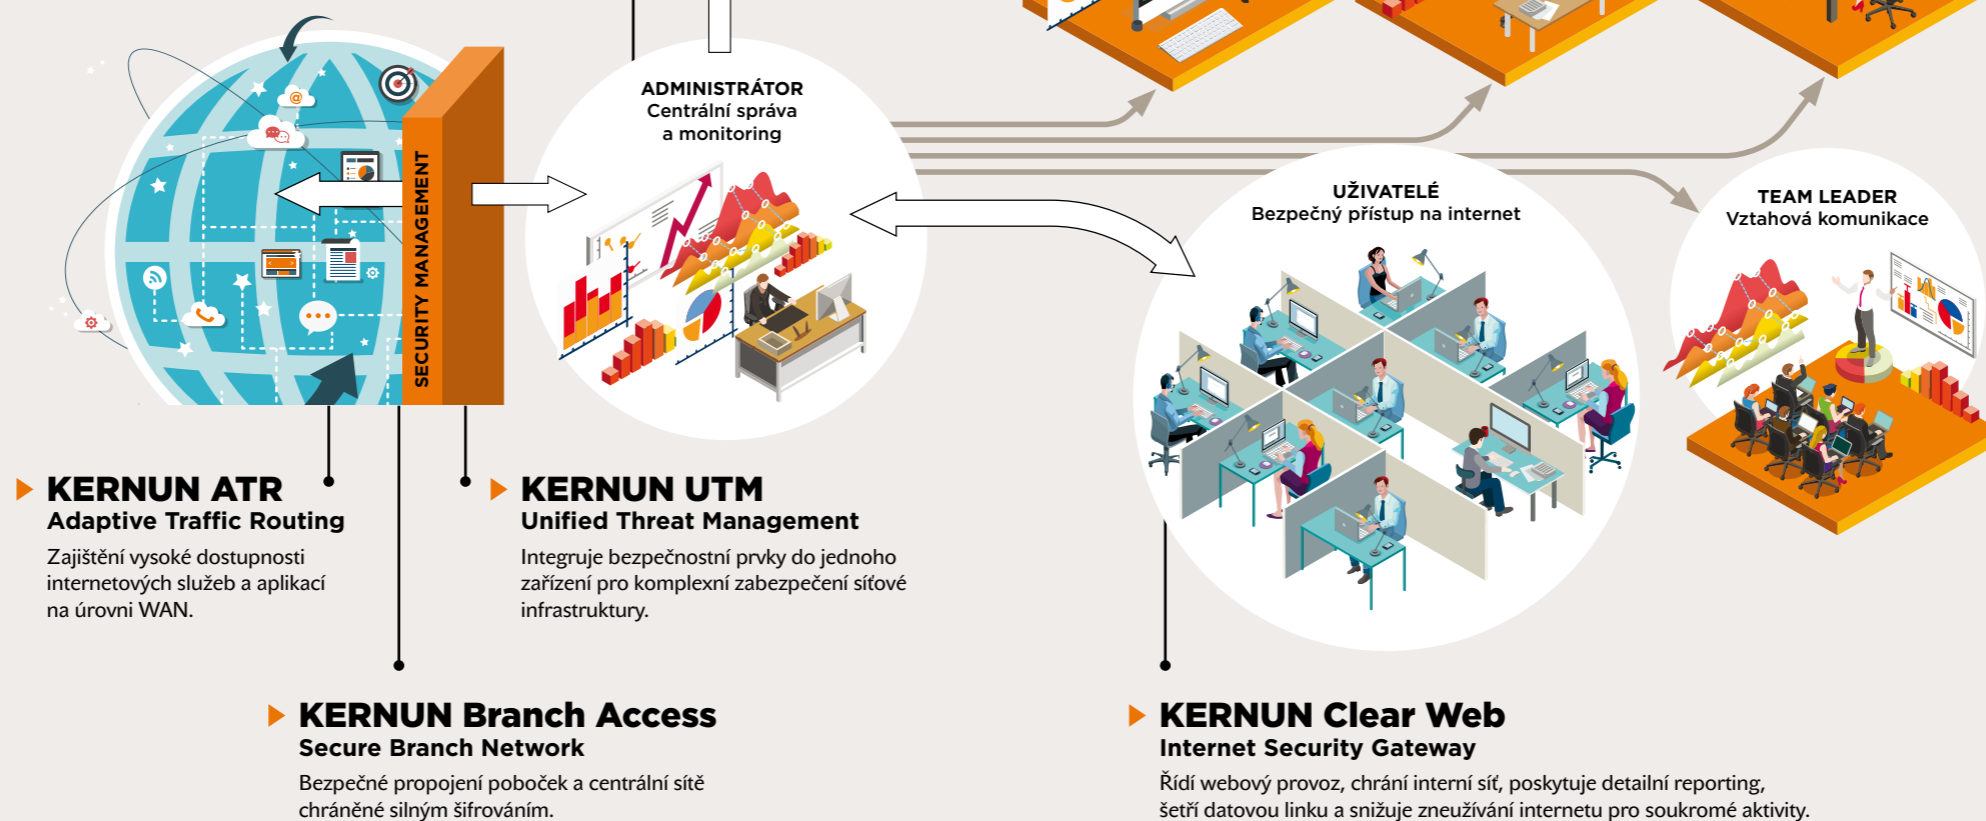 ADMINISTRÁTOR
Centrální správa
a monitoring
SECURITY MANAGEMENT
UŽIVATELÉ
Bezpečný přístup na internet
TEAM LEADER
Vztahová komunikace
KERNUN ATR
Adaptive Traffic Routing
Zajištění vysoké dostupnosti
internetových služeb a aplikací
na úrovni WAN.
KERNUN UTM
Unified Threat Management
Integruje bezpečnostní prvky do jednoho
zařízení pro komplexní zabezpečení síťové
infrastruktury.
KERNUN Branch Access
Secure Branch Network
Bezpečné propojení poboček a centrální sítě
chráněné silným šifrováním.
KERNUN Clear Web
Internet Security Gateway
Řídí webový provoz, chrání interní síť, poskytuje detailní reporting,
šetří datovou linku a snižuje zneužívání internetu pro soukromé aktivity.